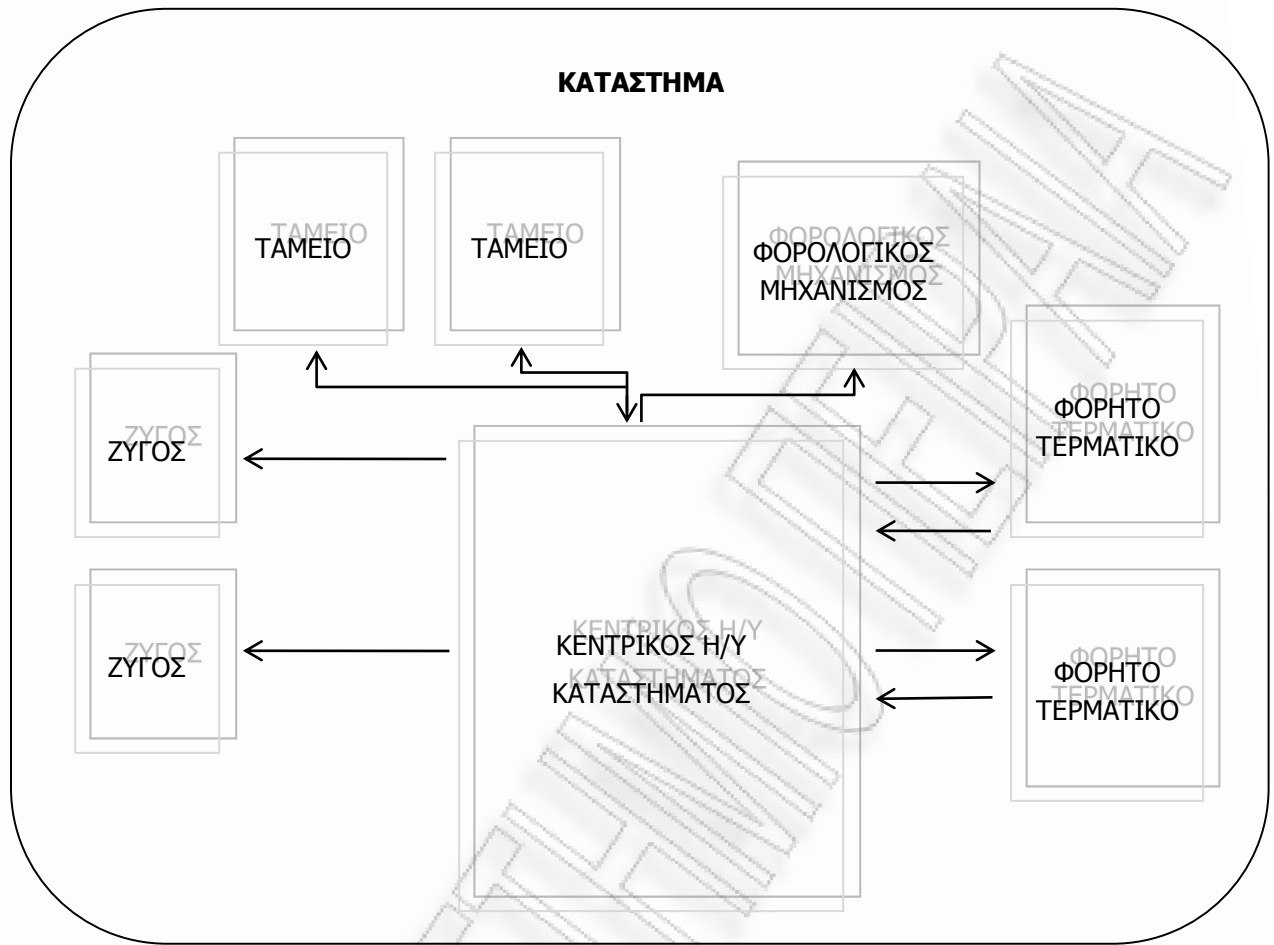 ΚΑΤΑΣΤΗΜΑ
ΤΑΜΕΙΟ
ΤΑΜΕΙΟ
ΦΟΡΟΛΟΓΙΚΟΣ
ΜΗΧΑΝΙΣΜΟΣ
ΦΟΡΗΤΟ
ΤΕΡΜΑΤΙΚΟ
ΖΥΓΟΣ
ΖΥΓΟΣ
ΚΕΝΤΡΙΚΟΣ Η/Υ
ΚΑΤΑΣΤΗΜΑΤΟΣ
ΦΟΡΗΤΟ
ΤΕΡΜΑΤΙΚΟ